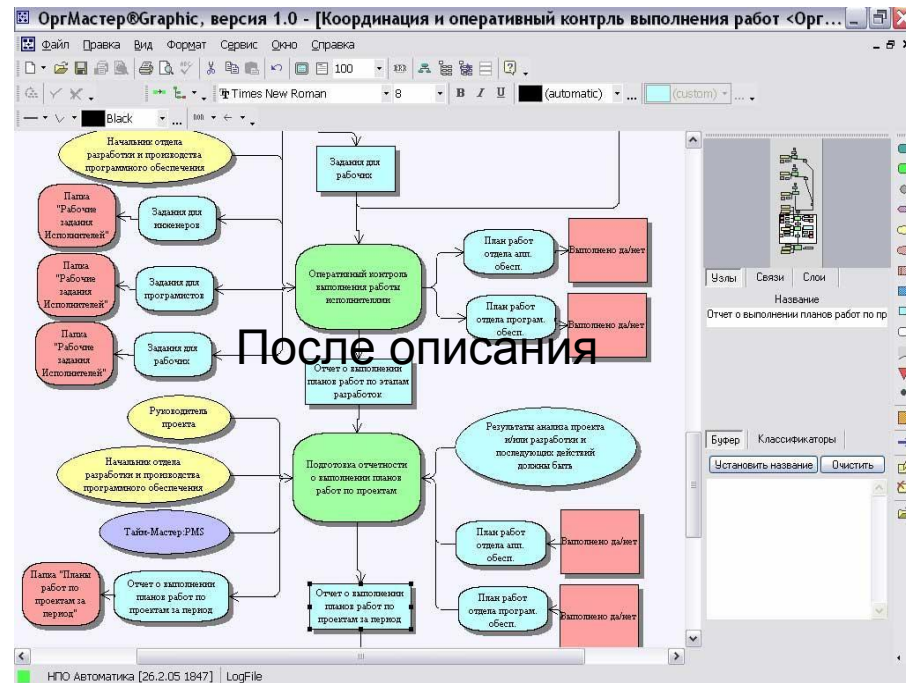 ОргМастер®Graphic, версия 1.0 - [Координация и оперативный контрль выполнения работ <Орг...
Файл Правка Вид Формат Сервис Окно Справка
100
Times New Roman 8 B I U (automatic) ... (custom) ...
Black ...
Начальник отдела
разработки и производства
программного обеспечения
Задания для
рабочих
Папка
"Рабочие
задания
Исполнителей"
Задания для
инженеров
План работ
отдела апп.
обесп.
Выполнено да/нет
Папка
"Рабочие
задания
Исполнителей"
Задания для
програмистов
Оперативный контроль
выполнения работы
исполнителями
План работ
отдела програм.
обесп.
Выполнено да/нет
Папка
"Рабочие
задания
Исполнителей"
Задания для
рабочих
После описания
Отчет о выполнении
планов работ по этапам
разработок
Руководитель
проекта
Результаты анализа проекта
и/или разработки и
последующих действий
должны быть
Начальник отдела
разработки и производства
программного обеспечения
Подготовка отчетности
о выполнении планов
работ по проектам
Тайм-Мастер:PMS
План работ
отдела апп.
обесп.
Выполнено да/нет
Папка "Планы
работ по
проектам за
период"
Отчет о выполнении
планов работ по
проектам за период
Отчет о выполнении
планов работ по
проектам за период
План работ
отдела програм.
обесп.
Выполнено да/нет
Узлы Связи Слои
Название
Отчет о выполнении планов работ по пр
Буфер Классификаторы
Установить название Очистить
НПО Автоматика [26.2.05 1847] LogFile